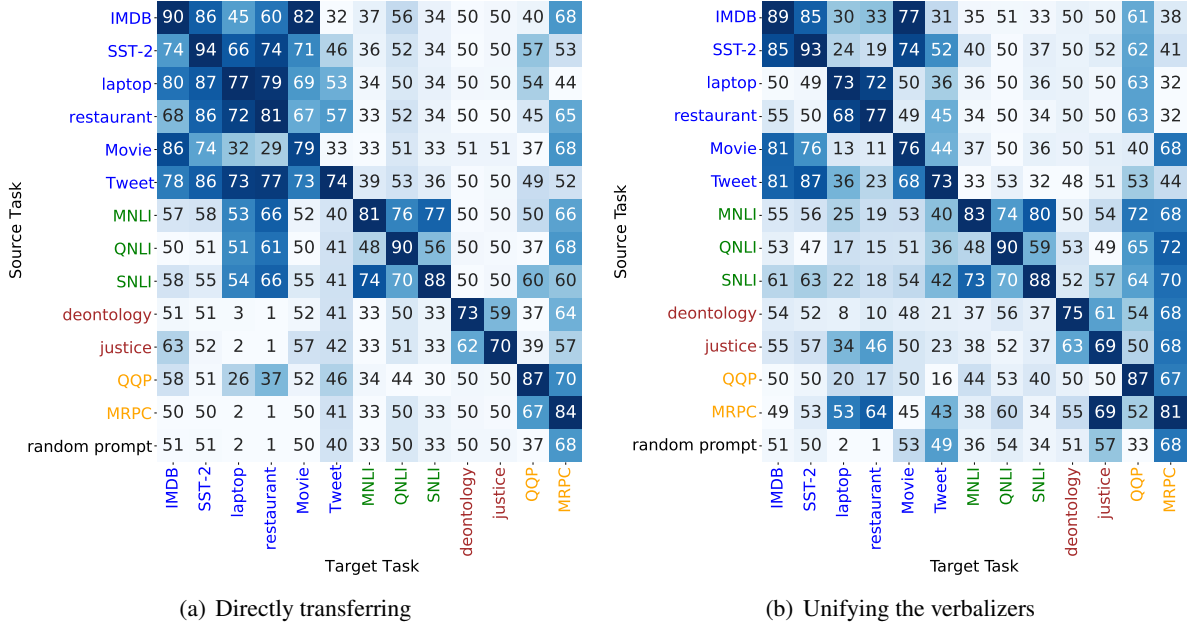 IMDB 90 86 45 60 82 32 37 56 34 50 50 40 68
SST-2 74 94 66 74 71 46 36 52 34 50 50 57 53
laptop 80 87 77 79 69 53 34 50 34 50 50 54 44
restaurant 68 86 72 81 67 57 33 52 34 50 50 45 65
Movie 86 74 32 29 79 33 33 51 33 51 51 37 68
Tweet 78 86 73 77 73 74 39 53 36 50 50 49 52
MNLI 57 58 53 66 52 40 81 76 77 50 50 50 66
QNLI 50 51 51 61 50 41 48 90 56 50 50 37 68
SNLI 58 55 54 66 55 41 74 70 88 50 50 60 60
deontology 51 51 3 1 52 41 33 50 33 73 59 37 64
justice 63 52 2 1 57 42 33 51 33 62 70 39 57
QQP 58 51 26 37 52 46 34 44 30 50 50 87 70
MRPC 50 50 2 1 50 41 33 50 33 50 50 67 84
random prompt 51 51 2 1 50 40 33 50 33 50 50 37 68
Source Task
IMDB SST-2 laptop restaurant Movie Tweet MNLI QNLI SNLI deontology justice QQP MRPC
Target Task
(a) Directly transferring
IMDB 89 85 30 33 77 31 35 51 33 50 50 61 38
SST-2 85 93 24 19 74 52 40 50 37 50 52 62 41
laptop 50 49 73 72 50 36 36 50 36 50 50 63 32
restaurant 55 50 68 77 49 45 34 50 34 50 50 63 32
Movie 81 76 13 11 76 44 37 50 36 50 51 40 68
Tweet 81 87 36 23 68 73 33 53 32 48 51 53 44
MNLI 55 56 25 19 53 40 83 74 80 50 54 72 68
QNLI 53 47 17 15 51 36 48 90 59 53 49 65 72
SNLI 61 63 22 18 54 42 73 70 88 52 57 64 70
deontology 54 52 8 10 48 21 37 56 37 75 61 54 68
justice 55 57 34 46 50 23 38 52 37 63 69 50 68
QQP 50 50 20 17 50 16 44 53 40 50 50 87 67
MRPC 49 53 53 64 45 43 38 60 34 55 69 52 81
random prompt 51 50 2 1 53 49 36 54 34 51 57 33 68
Source Task
IMDB SST-2 laptop restaurant Movie Tweet MNLI QNLI SNLI deontology justice QQP MRPC
Target Task
(b) Unifying the verbalizers